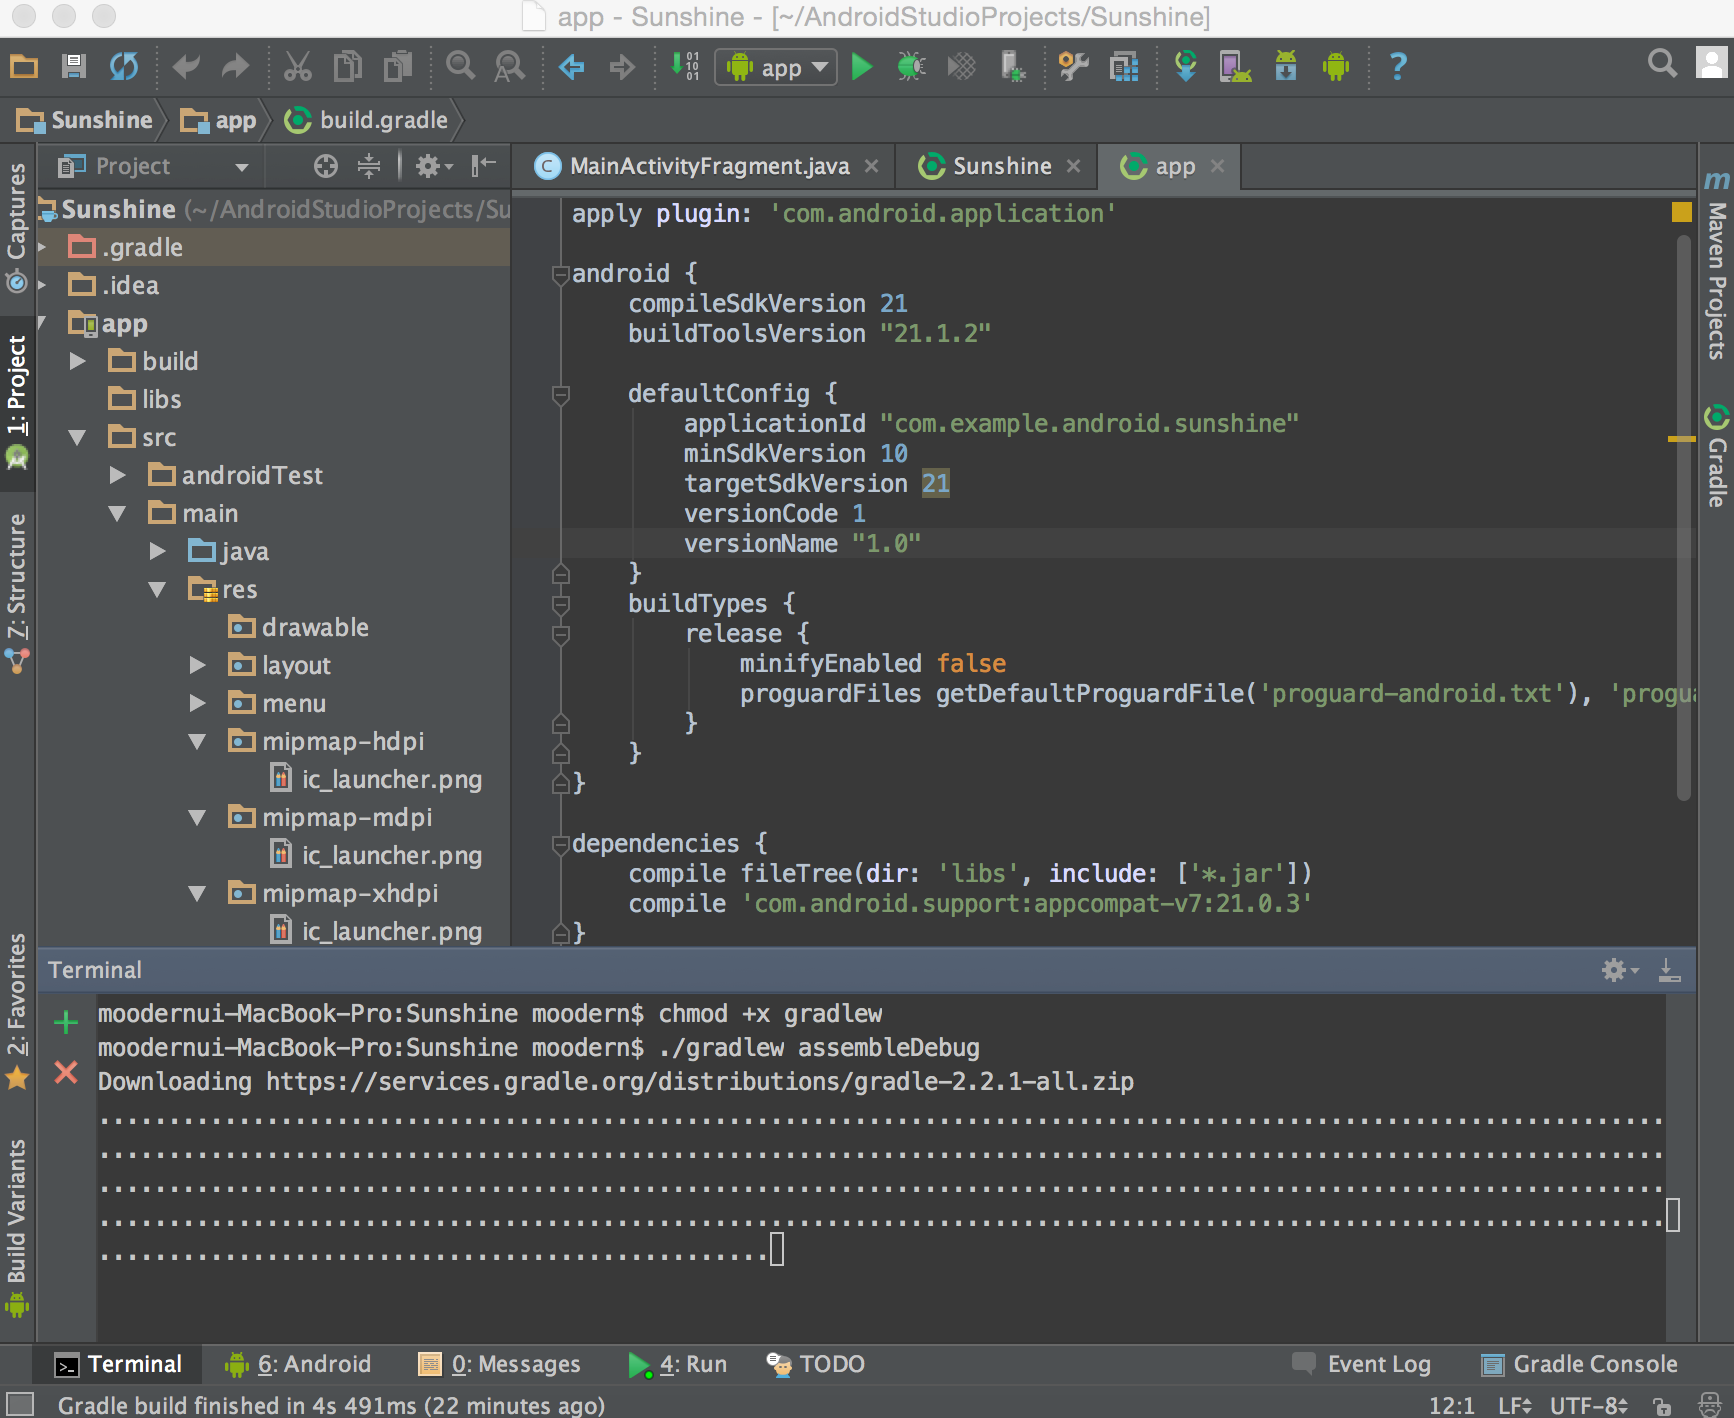 app - Sunshine - [~/AndroidStudioProjects/Sunshine]
01
10
01
app
?
Sunshine
app
build.gradle
Project
MainActivityFragment.java
Sunshine
app
Captures
1: Project
7: Structure
2: Favorites
Build Variants
Sunshine (~/AndroidStudioProjects/Su
.gradle
.idea
app
build
libs
src
androidTest
main
java
res
drawable
layout
menu
mipmap-hdpi
ic_launcher.png
mipmap-mdpi
ic_launcher.png
mipmap-xhdpi
ic_launcher.png
apply plugin: 'com.android.application'
android {
compileSdkVersion 21
buildToolsVersion "21.1.2"
defaultConfig {
applicationId "com.example.android.sunshine"
minSdkVersion 10
targetSdkVersion 21
versionCode 1
versionName "1.0"
}
buildTypes {
release {
minifyEnabled false
proguardFiles getDefaultProguardFile('proguard-android.txt'), 'progua
}
}
}
dependencies {
compile fileTree(dir: 'libs', include: ['*.jar'])
compile 'com.android.support:appcompat-v7:21.0.3'
}
m
Maven Projects
Gradle
Terminal
moodernui-MacBook-Pro:Sunshine moodern$ chmod +x gradlew
moodernui-MacBook-Pro:Sunshine moodern$ ./gradlew assembleDebug
Downloading https://services.gradle.org/distributions/gradle-2.2.1-all.zip
................................................................................................................
................................................................................................................
................................................................................................................
................................................................................................................
................................................
Terminal
6: Android
0: Messages
4: Run
TODO
Event Log
Gradle Console
Gradle build finished in 4s 491ms (22 minutes ago)
12:1
LF
UTF-8